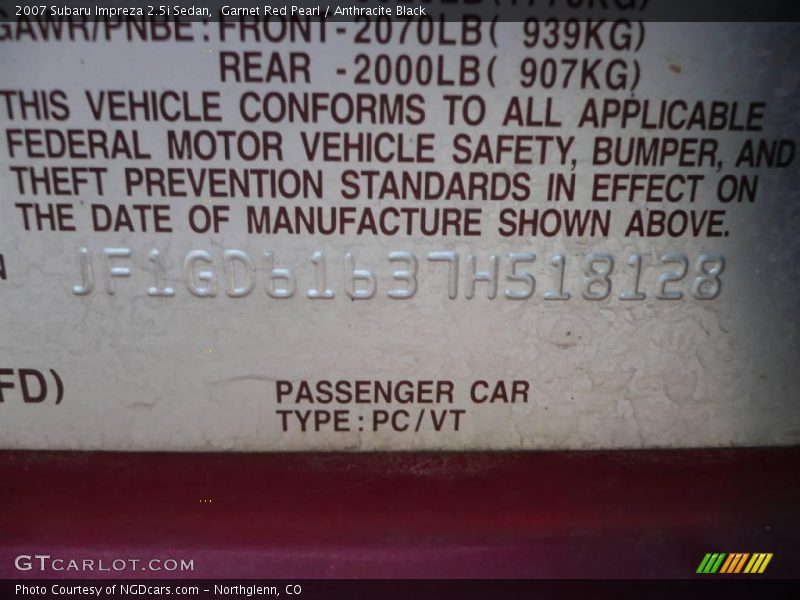 2007 Subaru Impreza 2.5i Sedan,  Garnet Red Pearl / Anthracite Black
GAWR/PNBE : FRONT - 2070LB( 939KG)
REAR - 2000LB( 907KG)
THIS VEHICLE CONFORMS TO ALL APPLICABLE
FEDERAL MOTOR VEHICLE SAFETY, BUMPER, AND
THEFT PREVENTION STANDARDS IN EFFECT ON
THE DATE OF MANUFACTURE SHOWN ABOVE.
JF1GD61637H518128
FD)
PASSENGER CAR
TYPE : PC/VT
GTCARLOT.COM
Photo Courtesy of NGDcars.com – Northglenn, CO